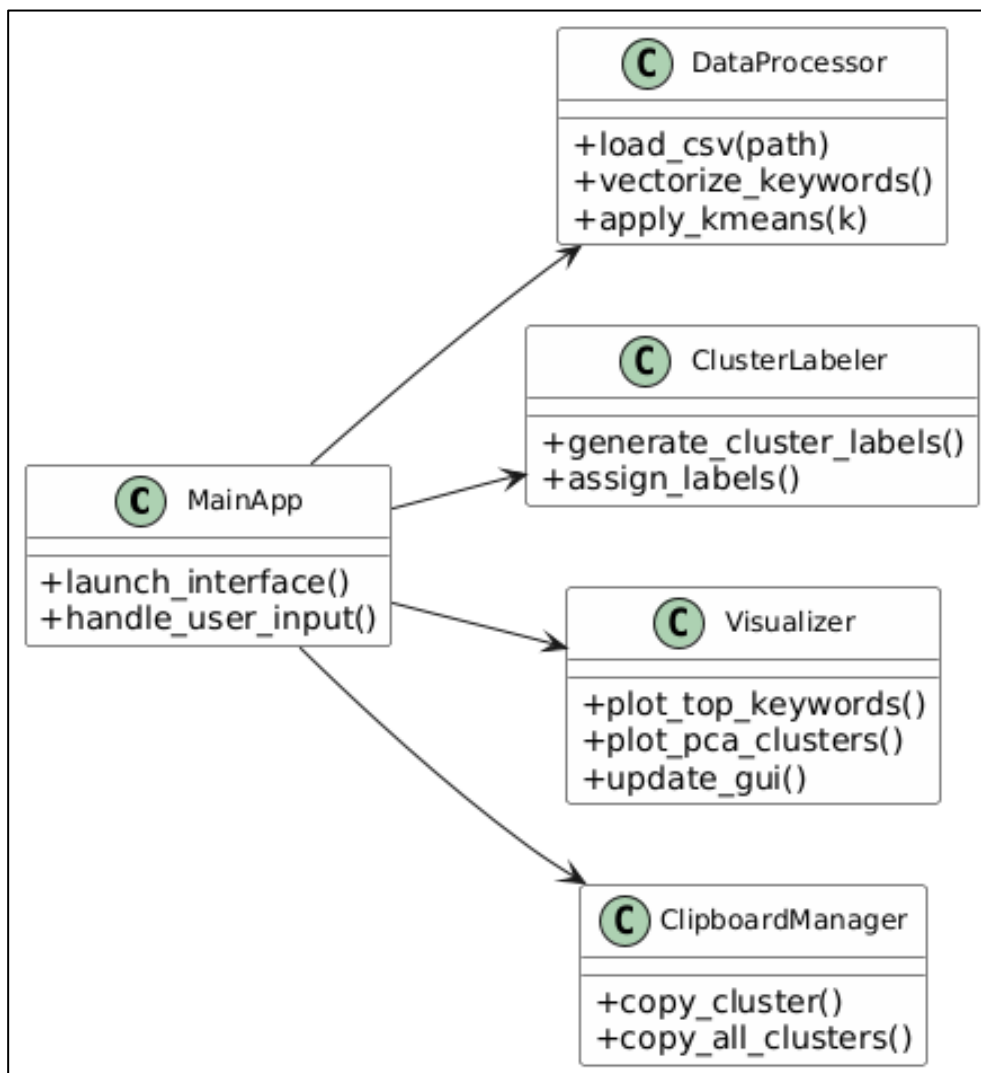 C DataProcessor
+load_csv(path)
+vectorize_keywords()
+apply_kmeans(k)
C ClusterLabeler
+generate_cluster_labels()
+assign_labels()
C MainApp
+launch_interface()
+handle_user_input()
C Visualizer
+plot_top_keywords()
+plot_pca_clusters()
+update_gui()
C ClipboardManager
+copy_cluster()
+copy_all_clusters()